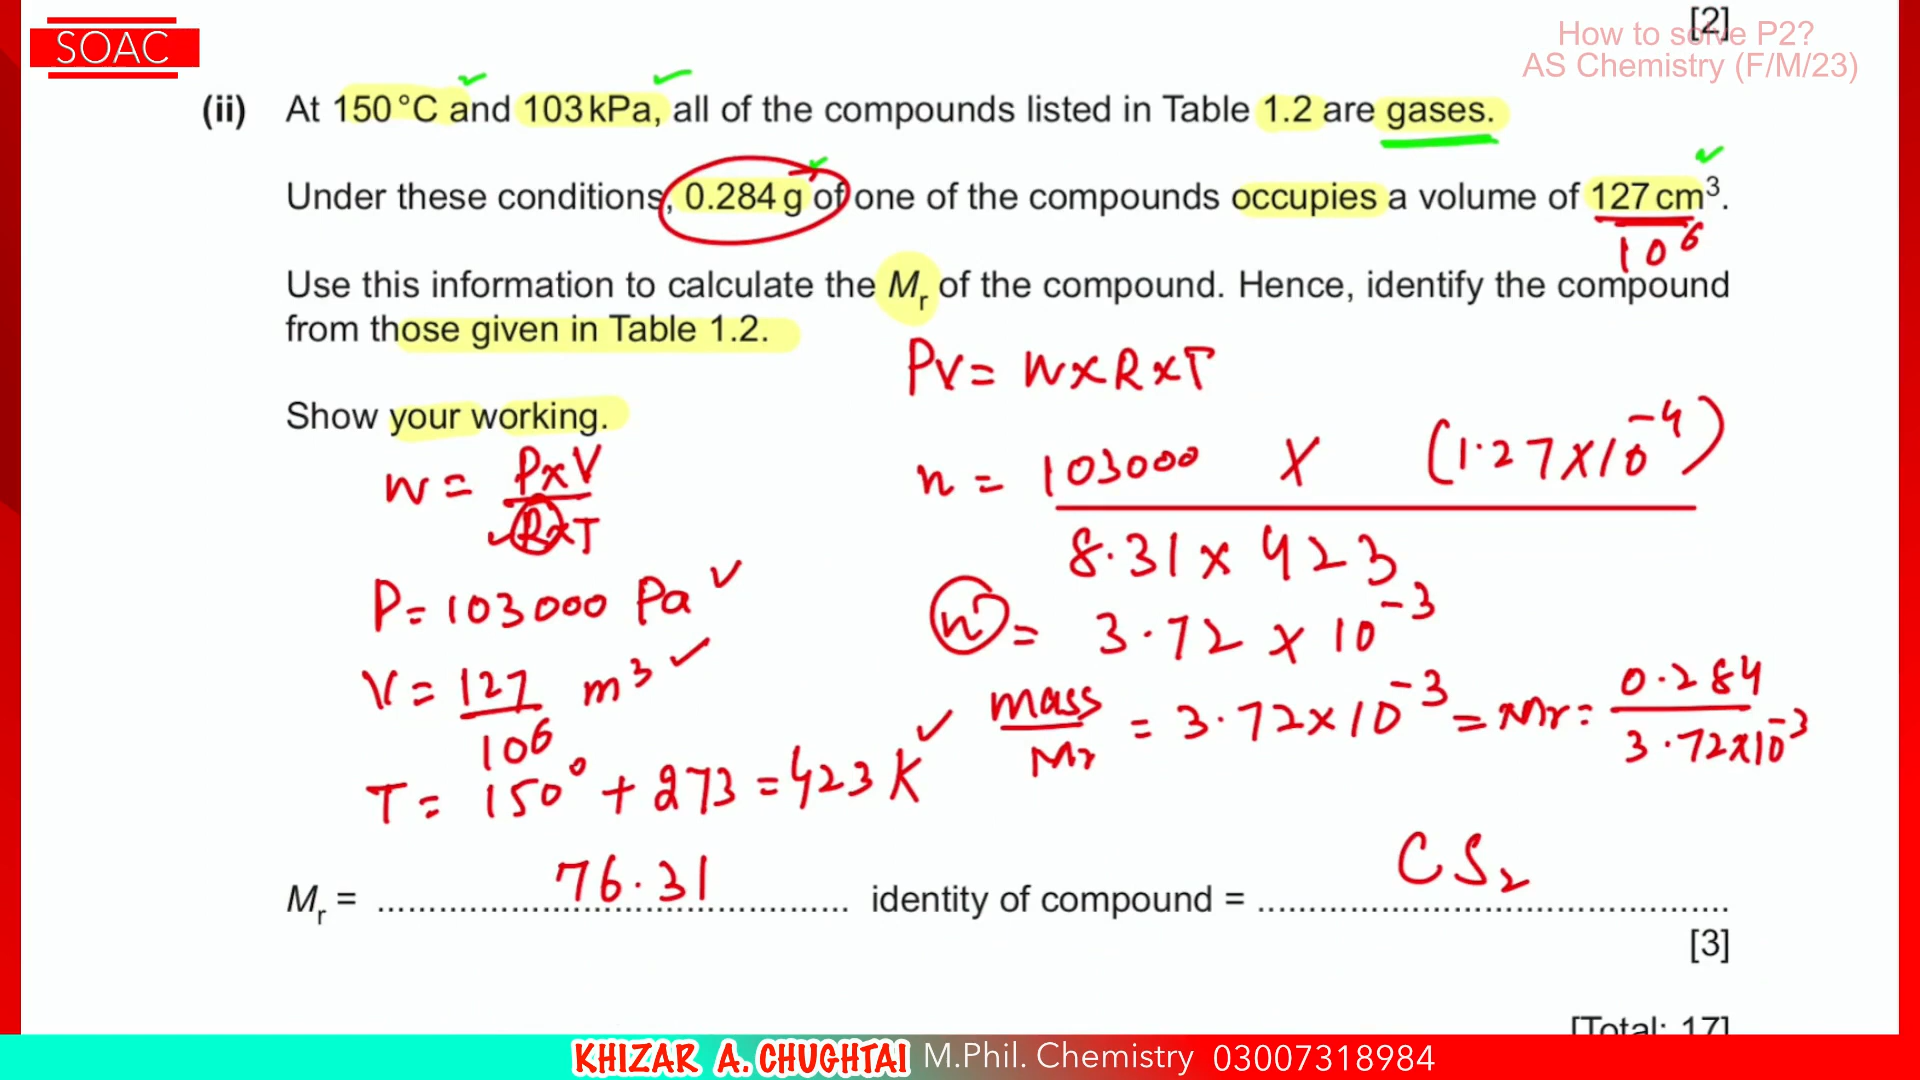 SOAC
[2]
How to solve P2?
AS Chemistry (F/M/23)
(ii) At 150 °C and 103 kPa, all of the compounds listed in Table 1.2 are gases.
Under these conditions, 0.284 g of one of the compounds occupies a volume of 127 cm³.
10⁶
Use this information to calculate the Mᵣ of the compound. Hence, identify the compound
from those given in Table 1.2.
PV = n×R×T
Show your working.
n = P×V / R×T
n = 103000 × (1.27×10⁻⁴) / 8.31 × 423
P = 103000 Pa
n = 3.72 × 10⁻³
V = 127 / 10⁶ m³
mass / Mr = 3.72×10⁻³ = Mr = 0.284 / 3.72×10⁻³
T = 150° + 273 = 423 K
Mᵣ = 76.31 identity of compound = CS₂
[3]
[Total: 17]
KHIZAR A. CHUGHTAI M.Phil. Chemistry 03007318984